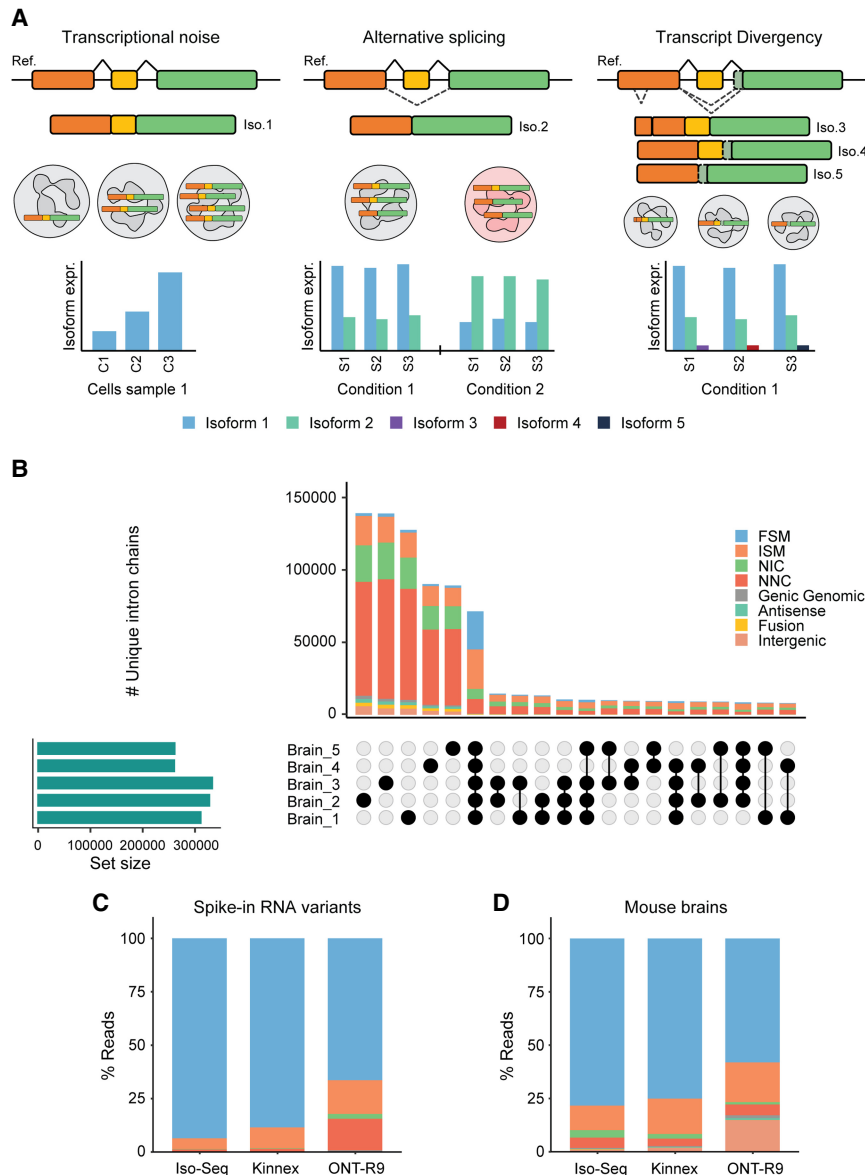 A
Transcriptional noise
Alternative splicing
Transcript Divergency
Ref.
Ref.
Ref.
Iso.1
Iso.2
Iso.3
Iso.4
Iso.5
Isoform expr.
C1
C2
C3
Cells sample 1
Isoform expr.
S1
S2
S3
S1
S2
S3
Condition 1
Condition 2
Isoform expr.
S1
S2
S3
Condition 1
Isoform 1
Isoform 2
Isoform 3
Isoform 4
Isoform 5
B
# Unique intron chains
150000
100000
50000
0
FSM
ISM
NIC
NNC
Genic Genomic
Antisense
Fusion
Intergenic
Brain_5
Brain_4
Brain_3
Brain_2
Brain_1
0
100000
200000
300000
Set size
C
Spike-in RNA variants
% Reads
100
75
50
25
0
Iso-Seq
Kinnex
ONT-R9
D
Mouse brains
% Reads
100
75
50
25
0
Iso-Seq
Kinnex
ONT-R9